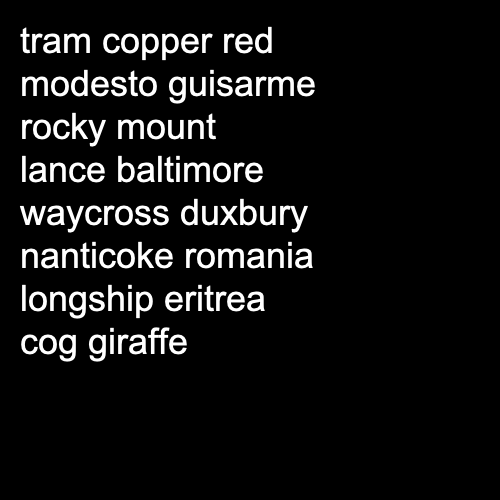 tram copper red
modesto guisarme
rocky mount
lance baltimore
waycross duxbury
nanticoke romania
longship eritrea
cog giraffe